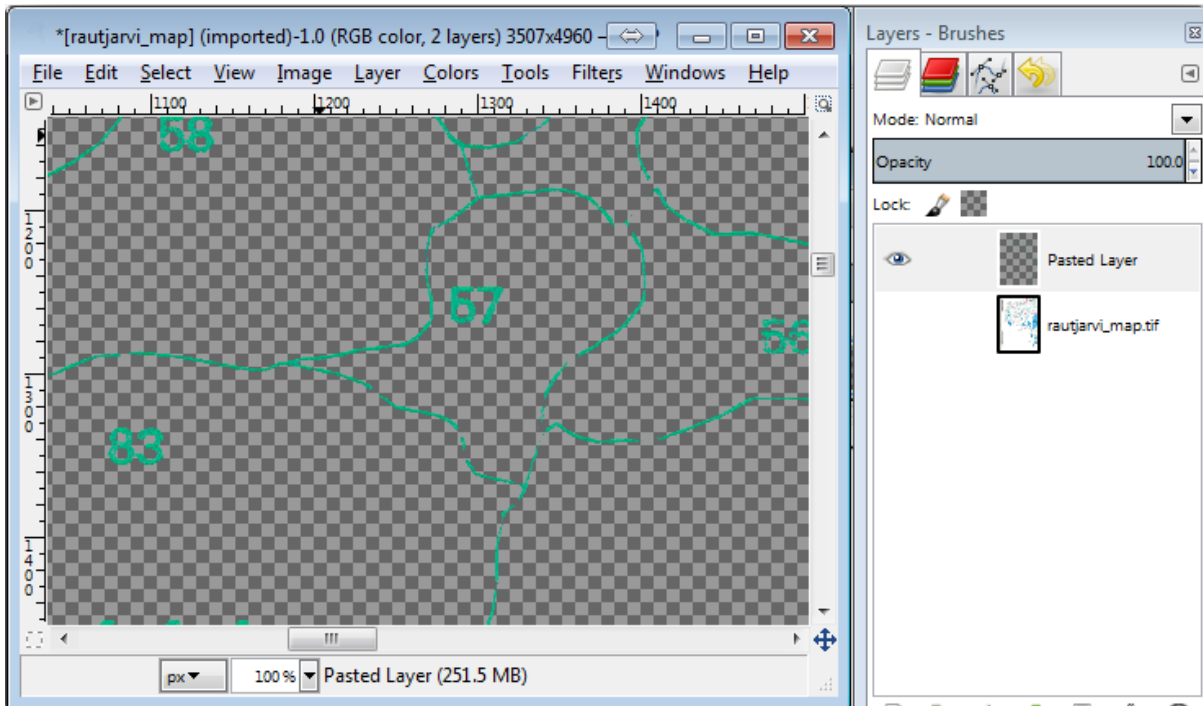 *[rautjarvi_map] (imported)-1.0 (RGB color, 2 layers) 3507x4960 –
File Edit Select View Image Layer Colors Tools Filters Windows Help
1100 1200 1300 1400
1200
1300
1400
58
57
56
83
px 100 % Pasted Layer (251.5 MB)
Layers - Brushes
Mode: Normal
Opacity 100.0
Lock:
Pasted Layer
rautjarvi_map.tif